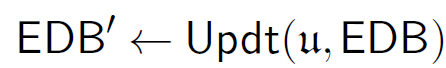 EDB′ ← Updt(𝔲, EDB)